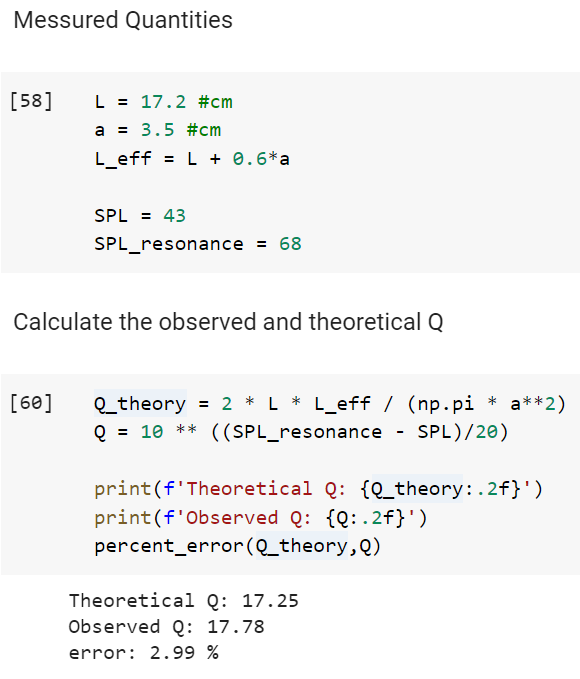 Messured Quantities
[58] L = 17.2 #cm
a = 3.5 #cm
L_eff = L + 0.6*a
SPL = 43
SPL_resonance = 68
Calculate the observed and theoretical Q
[60] Q_theory = 2 * L * L_eff / (np.pi * a**2)
Q = 10 ** ((SPL_resonance - SPL)/20)
print(f'Theoretical Q: {Q_theory:.2f}')
print(f'Observed Q: {Q:.2f}')
percent_error(Q_theory,Q)
Theoretical Q: 17.25
Observed Q: 17.78
error: 2.99 %